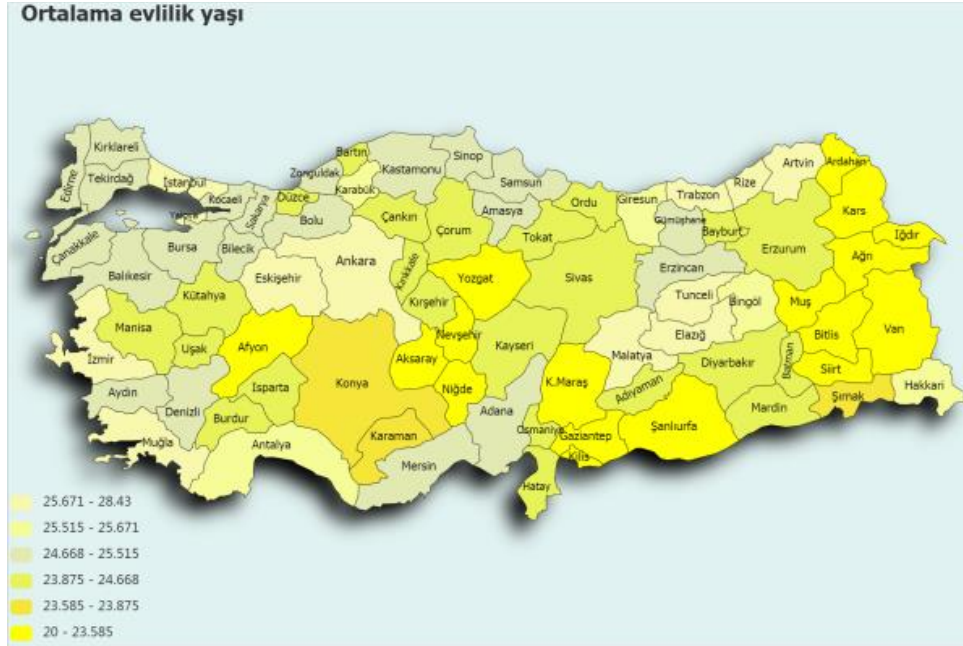 Ortalama evlilik yaşı
Kırklareli
Edirne
Tekirdağ
İstanbul
Kocaeli
Sakarya
Düzce
Zonguldak
Bartın
Karabük
Kastamonu
Sinop
Samsun
Ordu
Giresun
Trabzon
Rize
Artvin
Ardahan
Kars
Iğdır
Çanakkale
Balıkesir
Bursa
Bilecik
Bolu
Çankırı
Çorum
Amasya
Tokat
Gümüşhane
Bayburt
Erzurum
Ağrı
Kütahya
Eskişehir
Ankara
Kırıkkale
Kırşehir
Yozgat
Sivas
Erzincan
Tunceli
Bingöl
Muş
Bitlis
Van
Manisa
Uşak
Afyon
Aksaray
Nevşehir
Kayseri
Malatya
Elazığ
Diyarbakır
Batman
Siirt
İzmir
Aydın
Denizli
Isparta
Burdur
Konya
Niğde
Adana
K.Maraş
Adıyaman
Mardin
Şırnak
Hakkari
Muğla
Antalya
Karaman
Mersin
Osmaniye
Gaziantep
Kilis
Şanlıurfa
Hatay
25.671 - 28.43
25.515 - 25.671
24.668 - 25.515
23.875 - 24.668
23.585 - 23.875
20 - 23.585